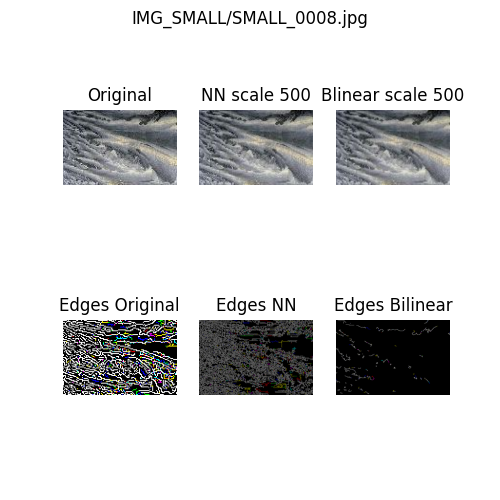 IMG_SMALL/SMALL_0008.jpg
Original
NN scale 500
Blinear scale 500
Edges Original
Edges NN
Edges Bilinear